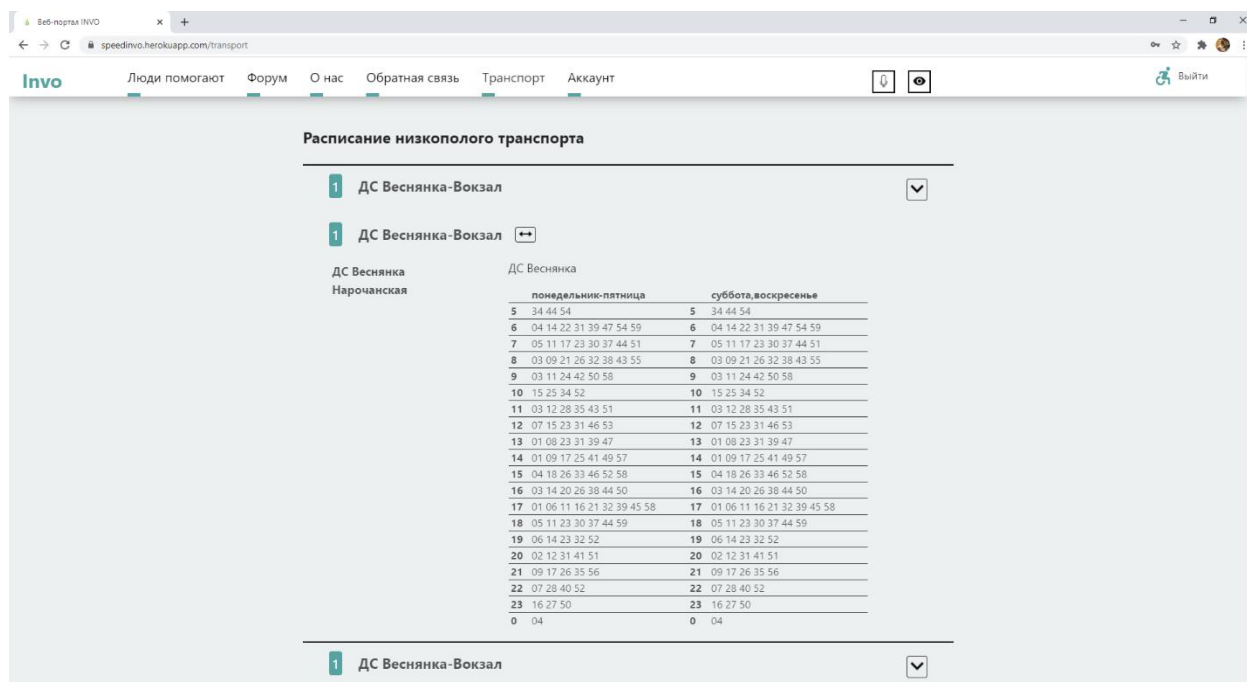 Веб-портал INVO
speedinvo.herokuapp.com/transport
Invo Люди помогают Форум О нас Обратная связь Транспорт Аккаунт Выйти
Расписание низкополого транспорта
1 ДС Веснянка-Вокзал
1 ДС Веснянка-Вокзал
ДС Веснянка
Нарочанская
ДС Веснянка
понедельник-пятница суббота,воскресенье
5 34 44 54 5 34 44 54
6 04 14 22 31 39 47 54 59 6 04 14 22 31 39 47 54 59
7 05 11 17 23 30 37 44 51 7 05 11 17 23 30 37 44 51
8 03 09 21 26 32 38 43 55 8 03 09 21 26 32 38 43 55
9 03 11 24 42 50 58 9 03 11 24 42 50 58
10 15 25 34 52 10 15 25 34 52
11 03 12 28 35 43 51 11 03 12 28 35 43 51
12 07 15 23 31 46 53 12 07 15 23 31 46 53
13 01 08 23 31 39 47 13 01 08 23 31 39 47
14 01 09 17 25 41 49 57 14 01 09 17 25 41 49 57
15 04 18 26 33 46 52 58 15 04 18 26 33 46 52 58
16 03 14 20 26 38 44 50 16 03 14 20 26 38 44 50
17 01 06 11 16 21 32 39 45 58 17 01 06 11 16 21 32 39 45 58
18 05 11 23 30 37 44 59 18 05 11 23 30 37 44 59
19 06 14 23 32 52 19 06 14 23 32 52
20 02 12 31 41 51 20 02 12 31 41 51
21 09 17 26 35 56 21 09 17 26 35 56
22 07 28 40 52 22 07 28 40 52
23 16 27 50 23 16 27 50
0 04 0 04
1 ДС Веснянка-Вокзал